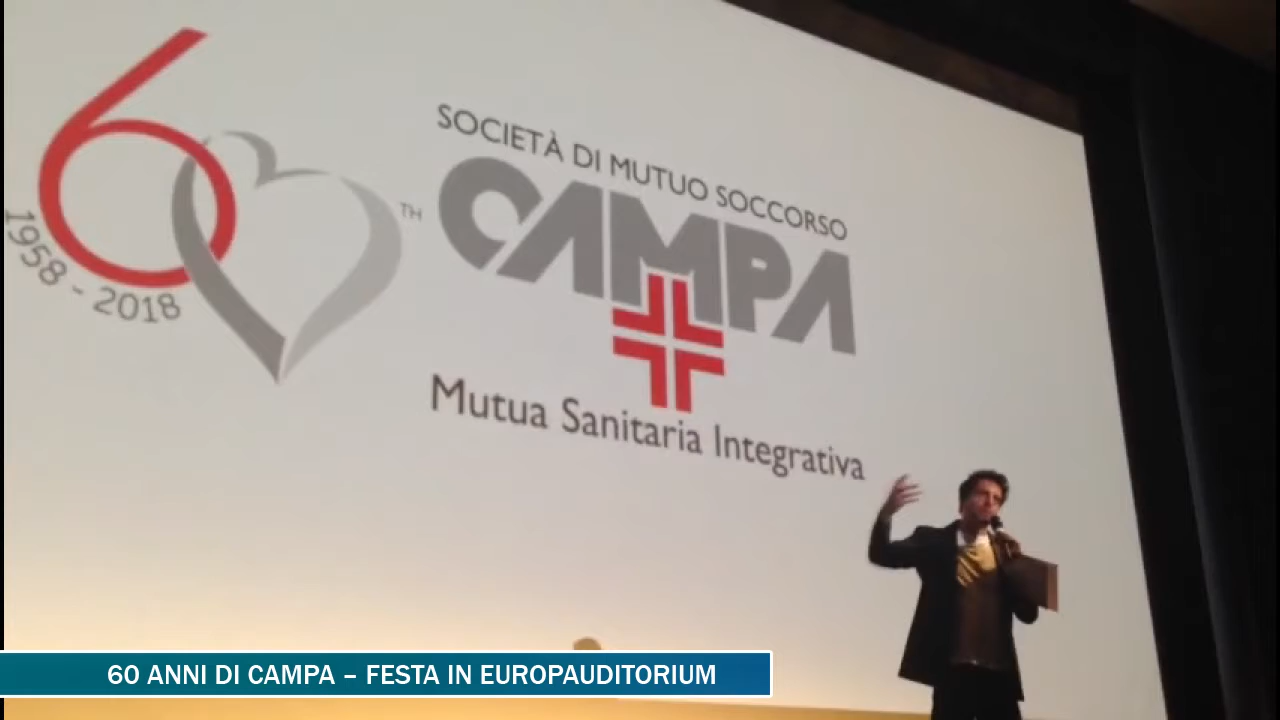 60
TH
1958 - 2018
SOCIETÀ DI MUTUO SOCCORSO
CAMPA
Mutua Sanitaria Integrativa
60 ANNI DI CAMPA – FESTA IN EUROPAUDITORIUM